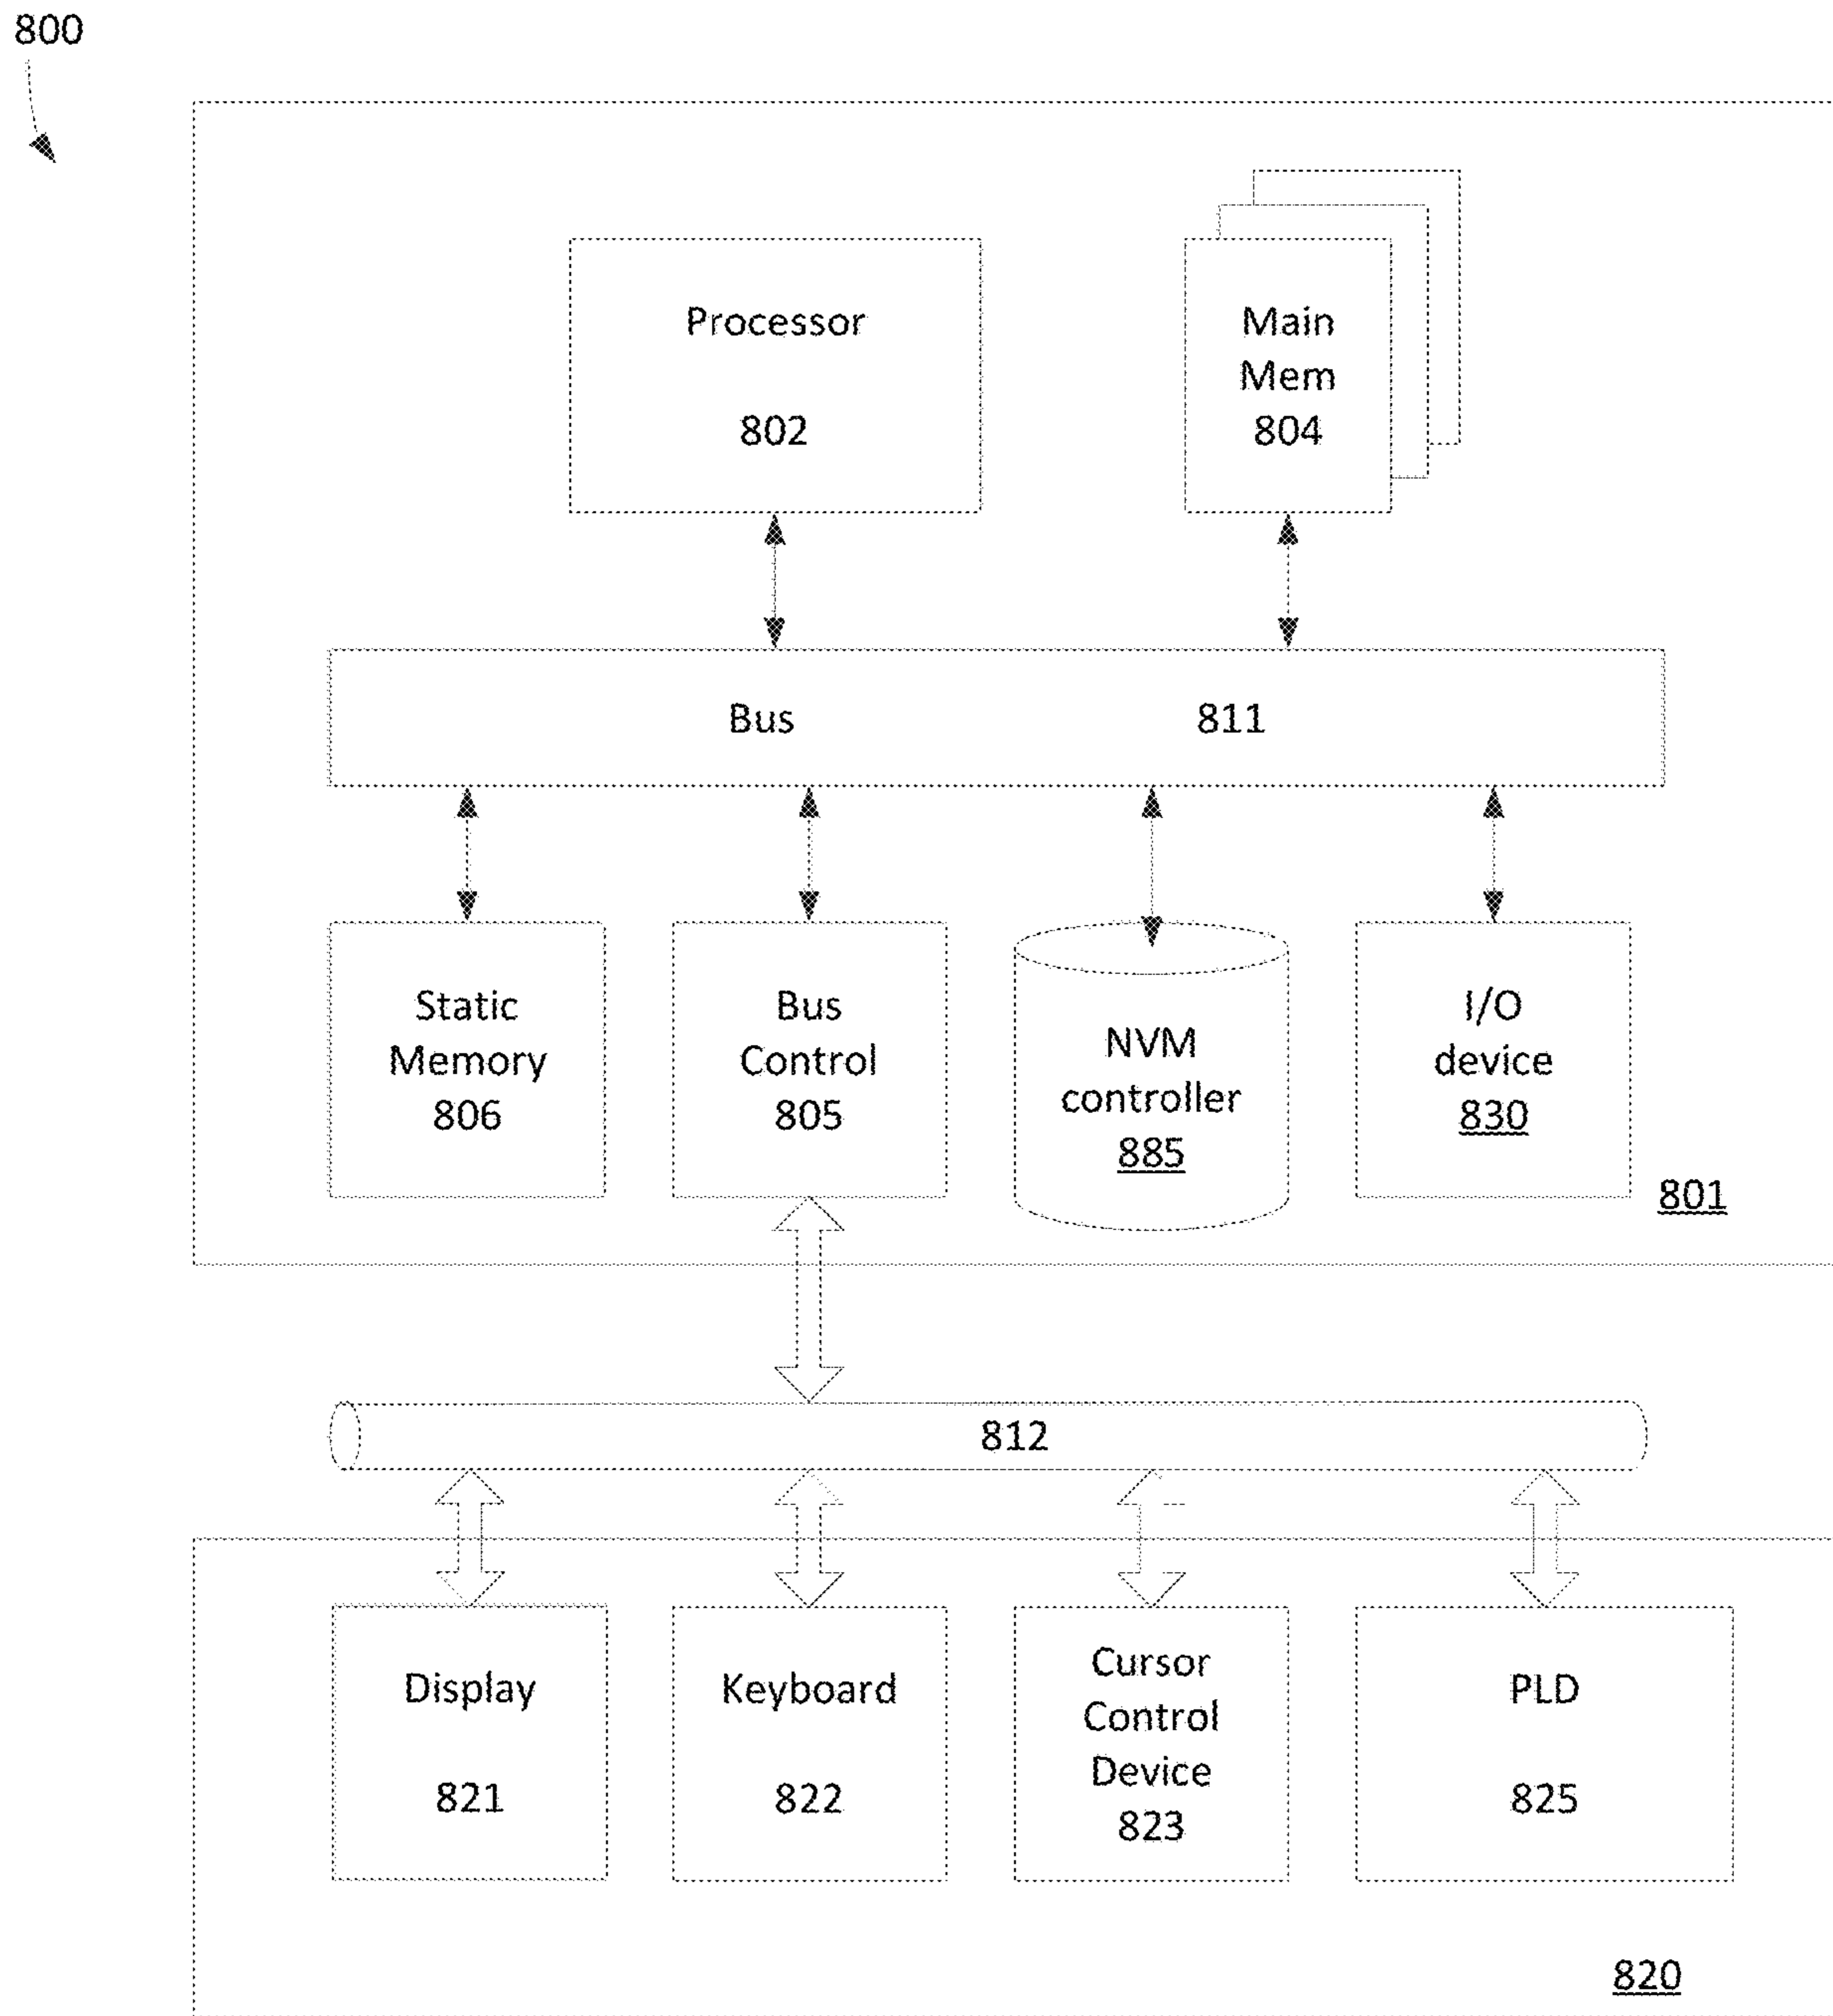 800
Processor
802
Main
Mem
804
Bus 811
Static
Memory
806
Bus
Control
805
NVM
controller
885
I/O
device
830
801
812
Display
821
Keyboard
822
Cursor
Control
Device
823
PLD
825
820